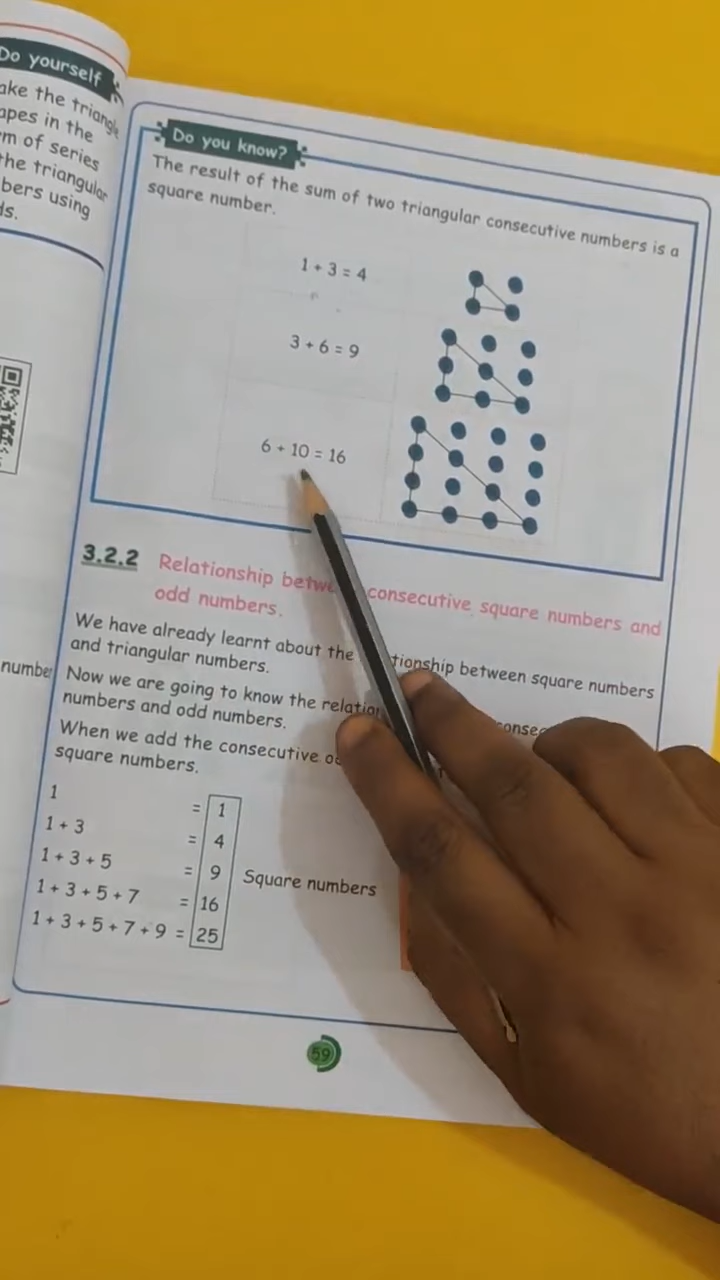 Do yourself
ake the triangle
apes in the
m of series
the triangular
bers using
ds.
number
Do you know?
The result of the sum of two triangular consecutive numbers is a
square number.
1 + 3 = 4
3 + 6 = 9
6 + 10 = 16
3.2.2 Relationship consecutive square numbers and
odd numbers.
We have already learnt about the tionship between square numbers
and triangular numbers.
Now we are going to know the relation
numbers and odd numbers.
When we add the consecutive
square numbers.
1 = 1
1 + 3 = 4
1 + 3 + 5 = 9
Square numbers
1 + 3 + 5 + 7 = 16
1 + 3 + 5 + 7 + 9 = 25
59